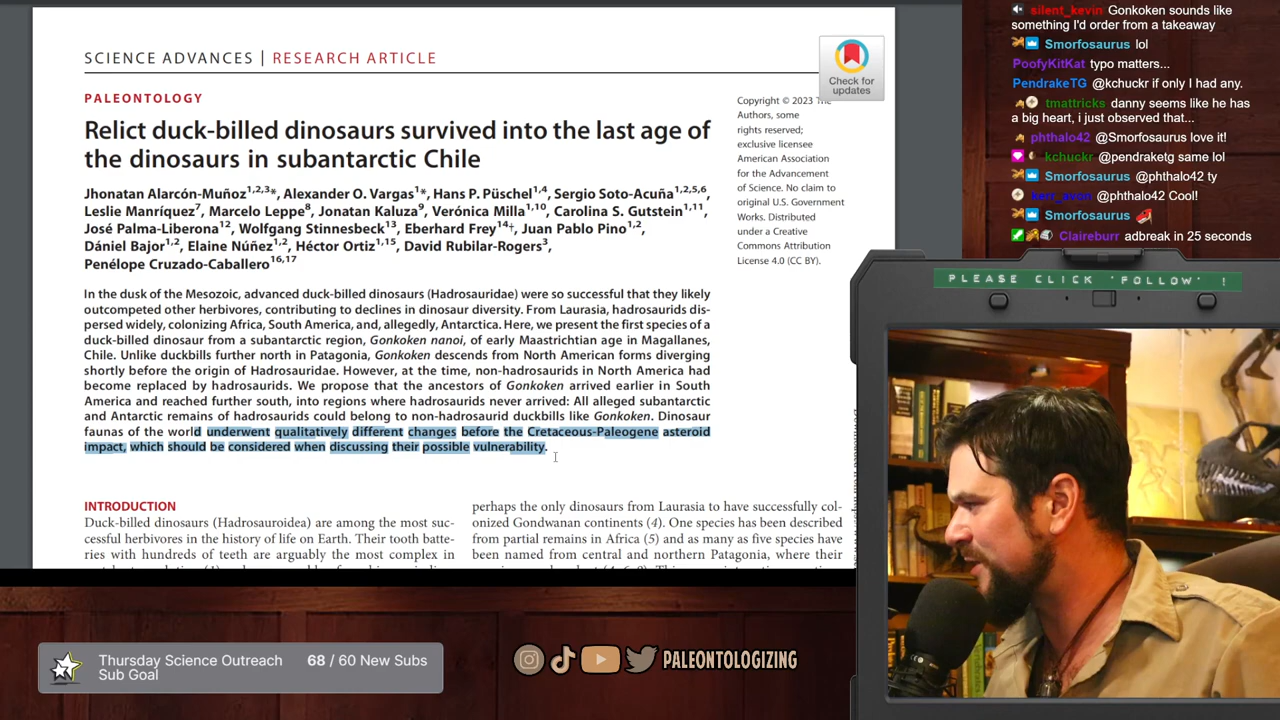 SCIENCE ADVANCES | RESEARCH ARTICLE
Check for
updates
PALEONTOLOGY
Relict duck-billed dinosaurs survived into the last age of
the dinosaurs in subantarctic Chile
Jhonatan Alarcón-Muñoz1,2,3*, Alexander O. Vargas1*, Hans P. Püschel1,4, Sergio Soto-Acuña1,2,5,6
Leslie Manríquez7, Marcelo Leppe8, Jonatan Kaluza9, Verónica Milla1,10, Carolina S. Gutstein1,11,
José Palma-Liberona12, Wolfgang Stinnesbeck13, Eberhard Frey14†, Juan Pablo Pino1,2,
Dániel Bajor1,2, Elaine Núñez1,2, Héctor Ortiz1,15, David Rubilar-Rogers3,
Penélope Cruzado-Caballero16,17
In the dusk of the Mesozoic, advanced duck-billed dinosaurs (Hadrosauridae) were so successful that they likely
outcompeted other herbivores, contributing to declines in dinosaur diversity. From Laurasia, hadrosaurids dis-
persed widely, colonizing Africa, South America, and, allegedly, Antarctica. Here, we present the first species of a
duck-billed dinosaur from a subantarctic region, Gonkoken nanoi, of early Maastrichtian age in Magallanes,
Chile. Unlike duckbills further north in Patagonia, Gonkoken descends from North American forms diverging
shortly before the origin of Hadrosauridae. However, at the time, non-hadrosaurids in North America had
become replaced by hadrosaurids. We propose that the ancestors of Gonkoken arrived earlier in South
America and reached further south, into regions where hadrosaurids never arrived: All alleged subantarctic
and Antarctic remains of hadrosaurids could belong to non-hadrosaurid duckbills like Gonkoken. Dinosaur
faunas of the world underwent qualitatively different changes before the Cretaceous-Paleogene asteroid
impact, which should be considered when discussing their possible vulnerability.
Copyright © 2023 The
Authors, some
rights reserved;
exclusive licensee
American Association
for the Advancement
of Science. No claim to
original U.S. Government
Works. Distributed
under a Creative
Commons Attribution
License 4.0 (CC BY).
INTRODUCTION
Duck-billed dinosaurs (Hadrosauroidea) are among the most suc-
cessful herbivores in the history of life on Earth. Their tooth batte-
ries with hundreds of teeth are arguably the most complex in
perhaps the only dinosaurs from Laurasia to have successfully col-
onized Gondwanan continents (4). One species has been described
from partial remains in Africa (5) and as many as five species have
been named from central and northern Patagonia, where their
silent_kevin Gonkoken sounds like
something I'd order from a takeaway
Smorfosaurus lol
PoofyKitKat typo matters...
PendrakeTG @kchuckr if only I had any.
tmattricks danny seems like he has
a big heart, i just observed that...
phthalo42 @Smorfosaurus love it!
kchuckr @pendraketg same lol
Smorfosaurus @phthalo42 ty
kerr_avon @phthalo42 Cool!
Smorfosaurus
Claireburr adbreak in 25 seconds
PLEASE CLICK 'FOLLOW' !
Thursday Science Outreach
Sub Goal
68 / 60 New Subs
PALEONTOLOGIZING